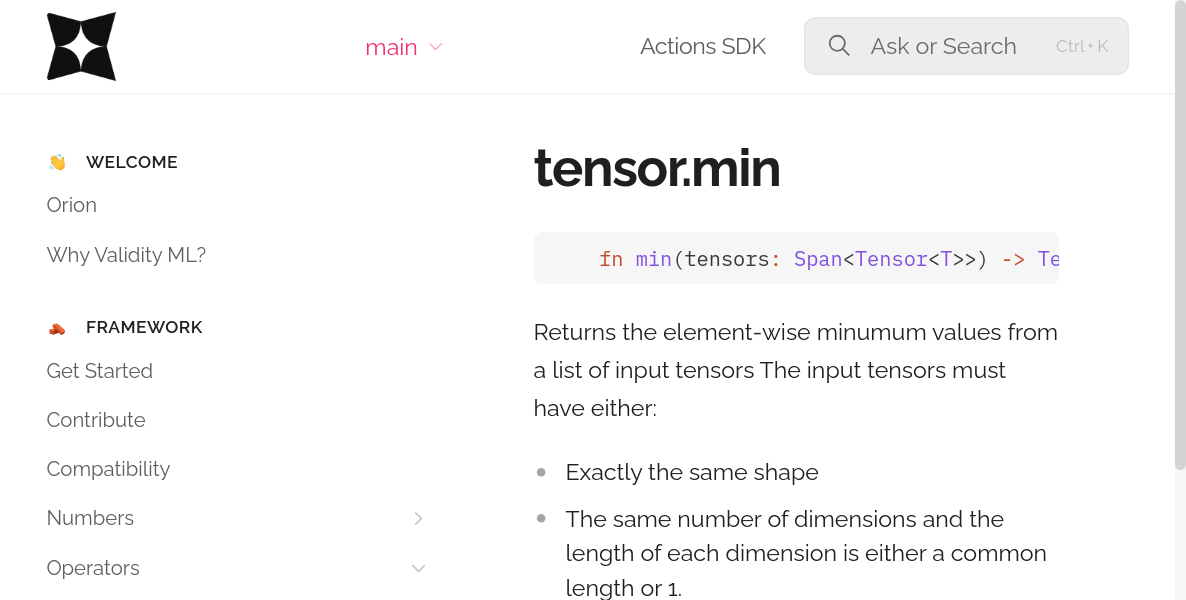 main
Actions SDK
Ask or Search
Ctrl + K
WELCOME
Orion
Why Validity ML?
FRAMEWORK
Get Started
Contribute
Compatibility
Numbers
Operators
tensor.min
fn min(tensors: Span<Tensor<T>>) -> Te
Returns the element-wise minumum values from
a list of input tensors The input tensors must
have either:
Exactly the same shape
The same number of dimensions and the
length of each dimension is either a common
length or 1.